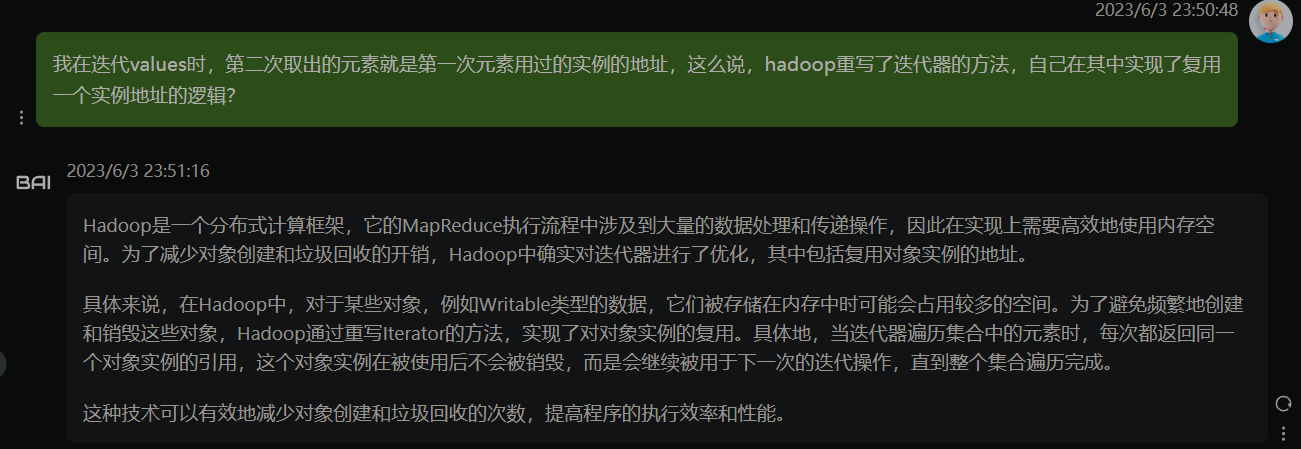 2023/6/3 23:50:48
我在迭代values时，第二次取出的元素就是第一次元素用过的实例的地址，这么说，hadoop重写了迭代器的方法，自己在其中实现了复用
一个实例地址的逻辑?
BAI
2023/6/3 23:51:16
Hadoop是一个分布式计算框架，它的MapReduce执行流程中涉及到大量的数据处理和传递操作，因此在实现上需要高效地使用内存空
间。为了减少对象创建和垃圾回收的开销，Hadoop中确实对迭代器进行了优化，其中包括复用对象实例的地址。
具体来说，在Hadoop中，对于某些对象，例如Writable类型的数据，它们被存储在内存中时可能会占用较多的空间。为了避免频繁地创建
和销毁这些对象，Hadoop通过重写Iterator的方法，实现了对对象实例的复用。具体地，当迭代器遍历集合中的元素时，每次都返回同一
个对象实例的引用，这个对象实例在被使用后不会被销毁，而是会继续被用于下一次的迭代操作，直到整个集合遍历完成。
这种技术可以有效地减少对象创建和垃圾回收的次数，提高程序的执行效率和性能。